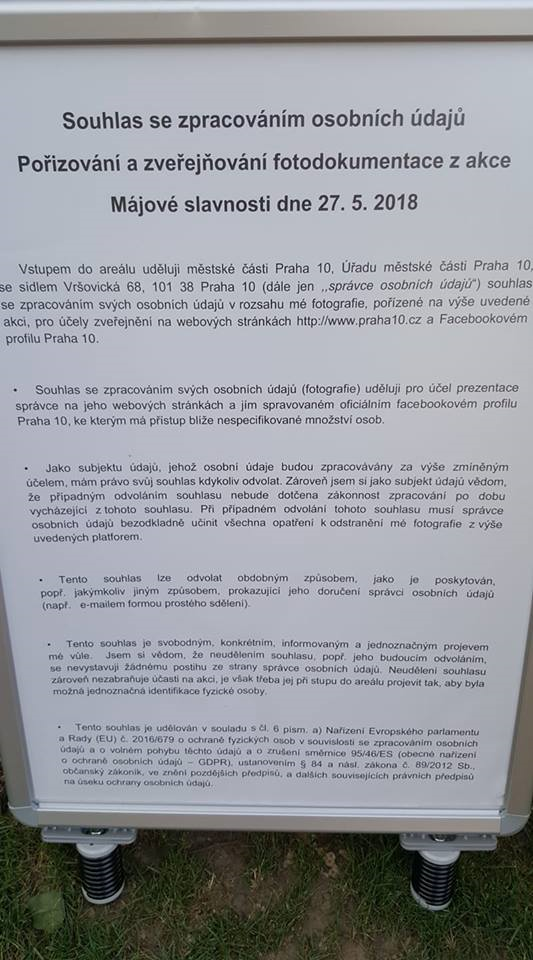 Souhlas se zpracováním osobních údajů
Pořizování a zveřejňování fotodokumentace z akce
Májové slavnosti dne 27. 5. 2018
Vstupem do areálu uděluji městské části Praha 10, Úřadu městské části Praha 10,
se sídlem Vršovická 68, 101 38 Praha 10 (dále jen ,,správce osobních údajů“) souhlas
se zpracováním svých osobních údajů v rozsahu mé fotografie, pořízené na výše uvedené
akci, pro účely zveřejnění na webových stránkách http://www.praha10.cz a Facebookovém
profilu Praha 10.
• Souhlas se zpracováním svých osobních údajů (fotografie) uděluji pro účel prezentace
správce na jeho webových stránkách a jím spravovaném oficiálním facebookovém profilu
Praha 10, ke kterým má přístup blíže nespecifikované množství osob.
• Jako subjektu údajů, jehož osobní údaje budou zpracovávány za výše zmíněným
účelem, mám právo svůj souhlas kdykoliv odvolat. Zároveň jsem si jako subjekt údajů vědom,
že případným odvoláním souhlasu nebude dotčena zákonnost zpracování po dobu
vycházející z tohoto souhlasu. Při případném odvolání tohoto souhlasu musí správce
osobních údajů bezodkladně učinit všechna opatření k odstranění mé fotografie z výše
uvedených platforem.
• Tento souhlas lze odvolat obdobným způsobem, jako je poskytován,
popř. jakýmkoliv jiným způsobem, prokazující jeho doručení správci osobních údajů
(např. e-mailem formou prostého sdělení).
• Tento souhlas je svobodným, konkrétním, informovaným a jednoznačným projevem
mé vůle. Jsem si vědom, že neudělením souhlasu, popř. jeho budoucím odvoláním,
se nevystavuji žádnému postihu ze strany správce osobních údajů. Neudělení souhlasu
zároveň nezabraňuje účasti na akci, je však třeba jej při stupu do areálu projevit tak, aby byla
možná jednoznačná identifikace fyzické osoby.
• Tento souhlas je udělován v souladu s čl. 6 písm. a) Nařízení Evropského parlamentu
a Rady (EU) č. 2016/679 o ochraně fyzických osob v souvislosti se zpracováním osobních
údajů a o volném pohybu těchto údajů a o zrušení směrnice 95/46/ES (obecné nařízení
o ochraně osobních údajů – GDPR), ustanovením § 84 a násl. zákona č. 89/2012 Sb.,
občanský zákoník, ve znění pozdějších předpisů, a dalších souvisejících právních předpisů
na úseku ochrany osobních údajů.